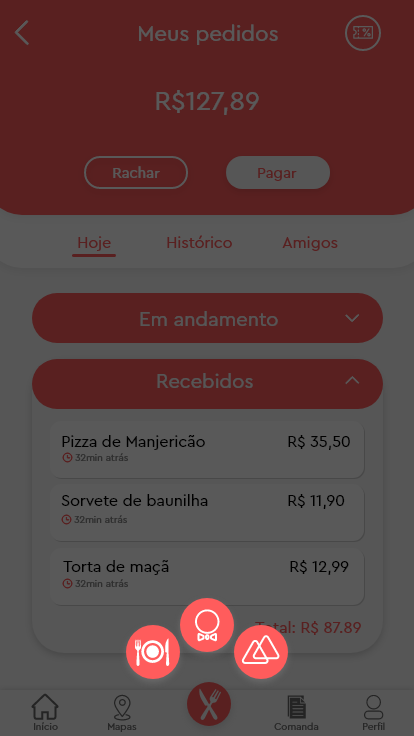 Meus pedidos
%
R$127,89
Rachar Pagar
Hoje Histórico Amigos
Em andamento
Recebidos
Pizza de Manjericão R$ 35,50
32min atrás
Sorvete de baunilha R$ 11,90
32min atrás
Torta de maçã R$ 12,99
32min atrás
Total: R$ 87.89
Início Mapas Comanda Perfil